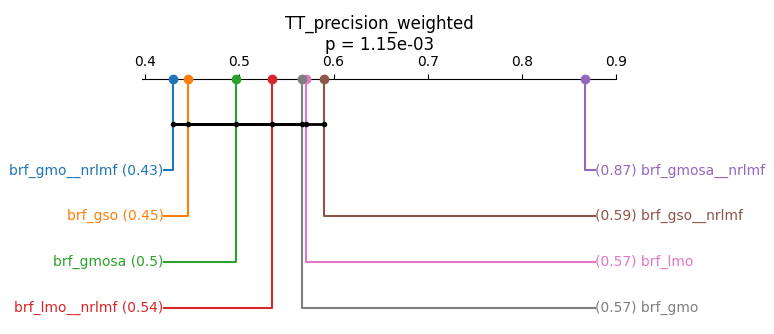 TT_precision_weighted
p = 1.15e-03
0.4 0.5 0.6 0.7 0.8 0.9
brf_gmo__nrlmf (0.43) (0.87) brf_gmosa__nrlmf
brf_gso (0.45) (0.59) brf_gso__nrlmf
brf_gmosa (0.5) (0.57) brf_lmo
brf_lmo__nrlmf (0.54) (0.57) brf_gmo